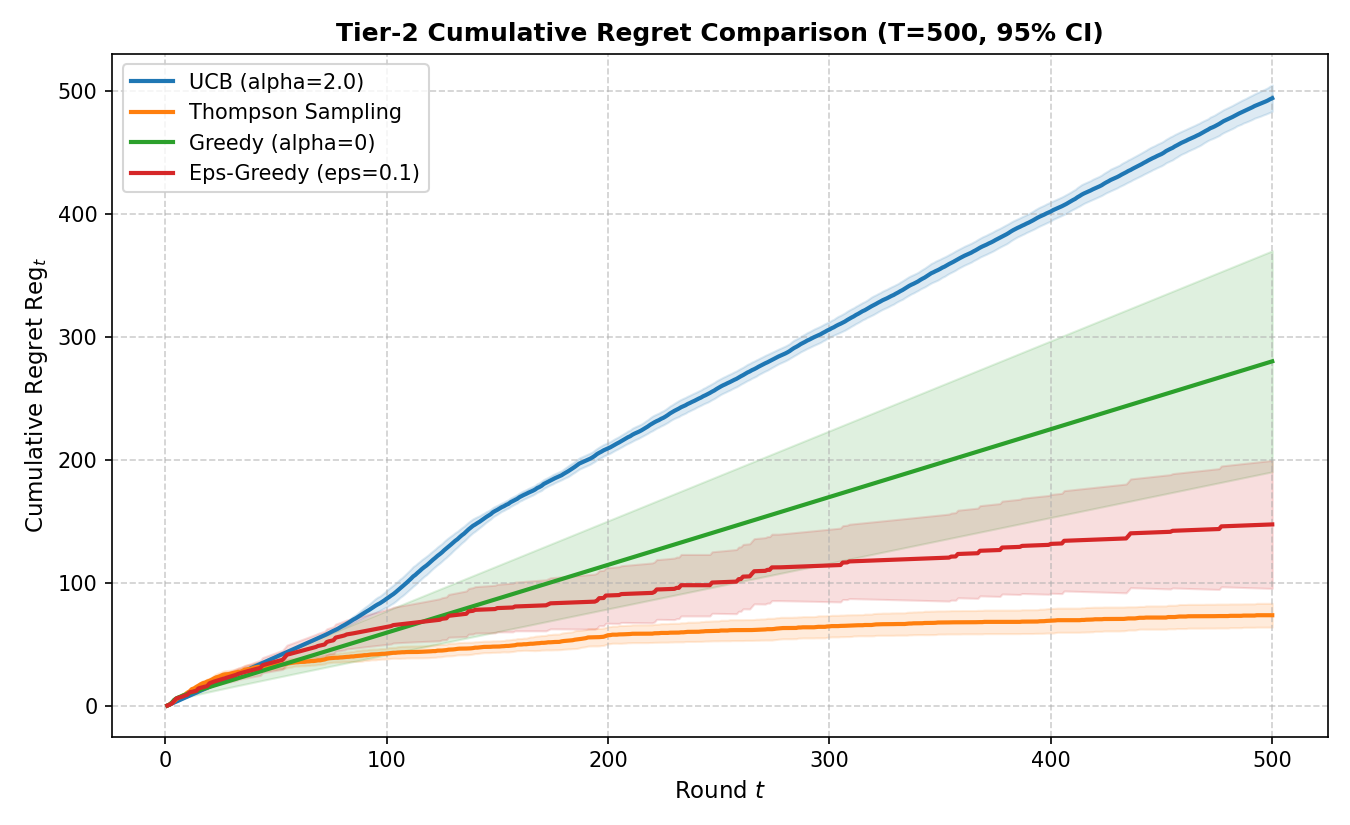 Tier-2 Cumulative Regret Comparison (T=500, 95% CI)
UCB (alpha=2.0)
Thompson Sampling
Greedy (alpha=0)
Eps-Greedy (eps=0.1)
Cumulative Regret Regₜ
500
400
300
200
100
0
0 100 200 300 400 500
Round t